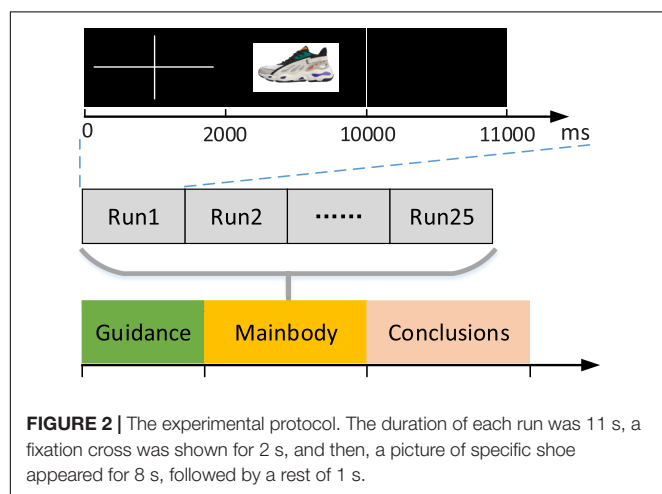 0 2000 10000 11000 ms
Run1 Run2 ······ Run25
Guidance Mainbody Conclusions
FIGURE 2 | The experimental protocol. The duration of each run was 11 s, a
fixation cross was shown for 2 s, and then, a picture of specific shoe
appeared for 8 s, followed by a rest of 1 s.